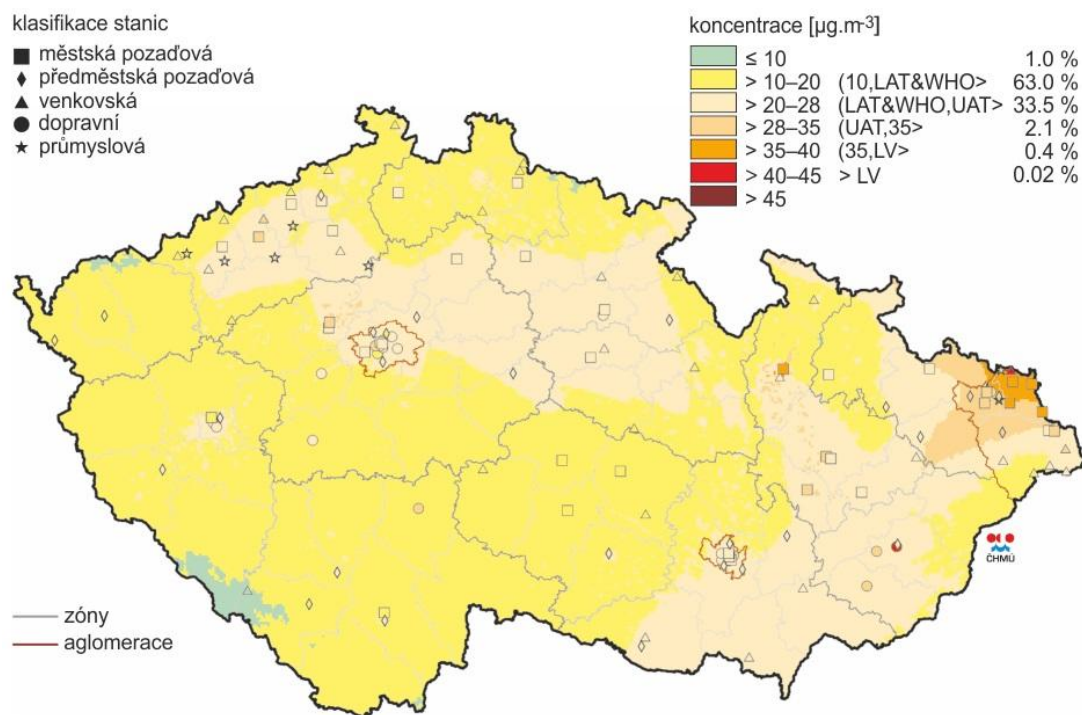 klasifikace stanic
městská pozaďová
předměstská pozaďová
venkovská
dopravní
průmyslová
koncentrace [µg.m-3]
≤ 10 1.0 %
> 10–20 (10,LAT&WHO> 63.0 %
> 20–28 (LAT&WHO,UAT> 33.5 %
> 28–35 (UAT,35> 2.1 %
> 35–40 (35,LV> 0.4 %
> 40–45 > LV 0.02 %
> 45
ČHMÚ
zóny
aglomerace